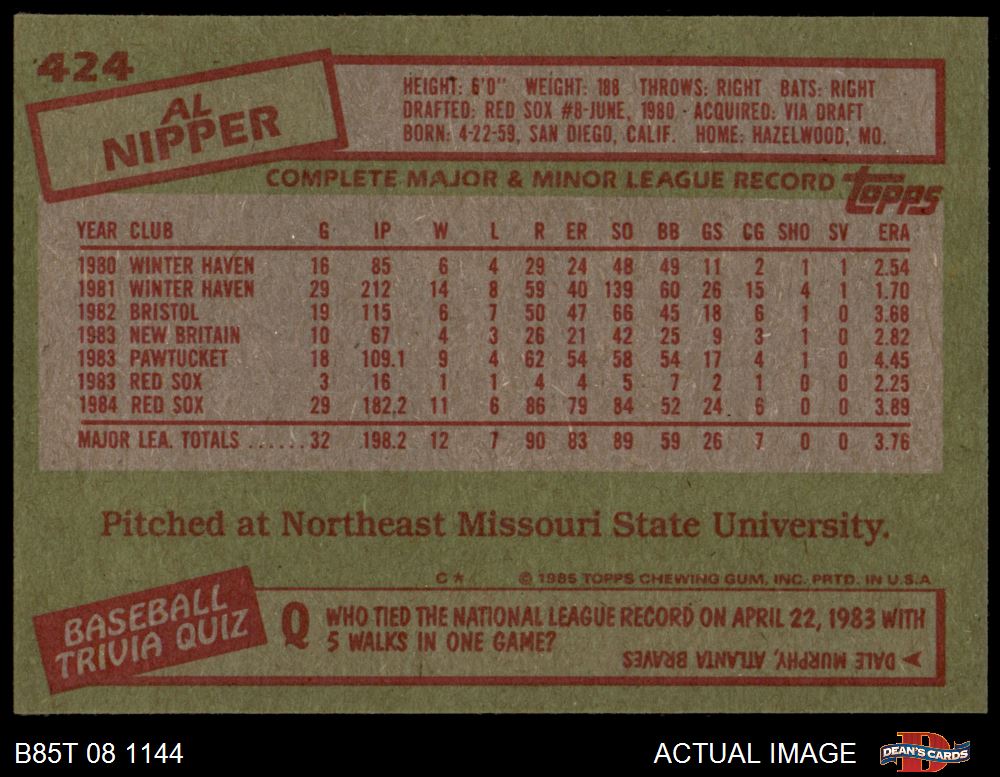 424
AL
NIPPER
HEIGHT: 6'0" WEIGHT: 188 THROWS: RIGHT BATS: RIGHT
DRAFTED: RED SOX #8-JUNE, 1980 - ACQUIRED: VIA DRAFT
BORN: 4-22-59, SAN DIEGO, CALIF. HOME: HAZELWOOD, MO.
COMPLETE MAJOR & MINOR LEAGUE RECORD topps
YEAR CLUB G IP W L R ER SO BB GS CG SHO SV ERA
1980 WINTER HAVEN 16 85 6 4 29 24 48 49 11 2 1 1 2.54
1981 WINTER HAVEN 29 212 14 8 59 40 139 60 26 15 4 1 1.70
1982 BRISTOL 19 115 6 7 50 47 66 45 18 6 1 0 3.68
1983 NEW BRITAIN 10 67 4 3 26 21 42 25 9 3 1 0 2.82
1983 PAWTUCKET 18 109.1 9 4 62 54 58 54 17 4 1 0 4.45
1983 RED SOX 3 16 1 1 4 4 5 7 2 1 0 0 2.25
1984 RED SOX 29 182.2 11 6 86 79 84 52 24 6 0 0 3.89
MAJOR LEA. TOTALS ......32 198.2 12 7 90 83 89 59 26 7 0 0 3.76
Pitched at Northeast Missouri State University.
C* © 1985 TOPPS CHEWING GUM, INC. PRTD. IN U.S.A
BASEBALL
TRIVIA QUIZ
Q WHO TIED THE NATIONAL LEAGUE RECORD ON APRIL 22, 1983 WITH
5 WALKS IN ONE GAME?
DALE MURPHY, ATLANTA BRAVES
B85T 08 1144 ACTUAL IMAGE DEAN'S CARDS